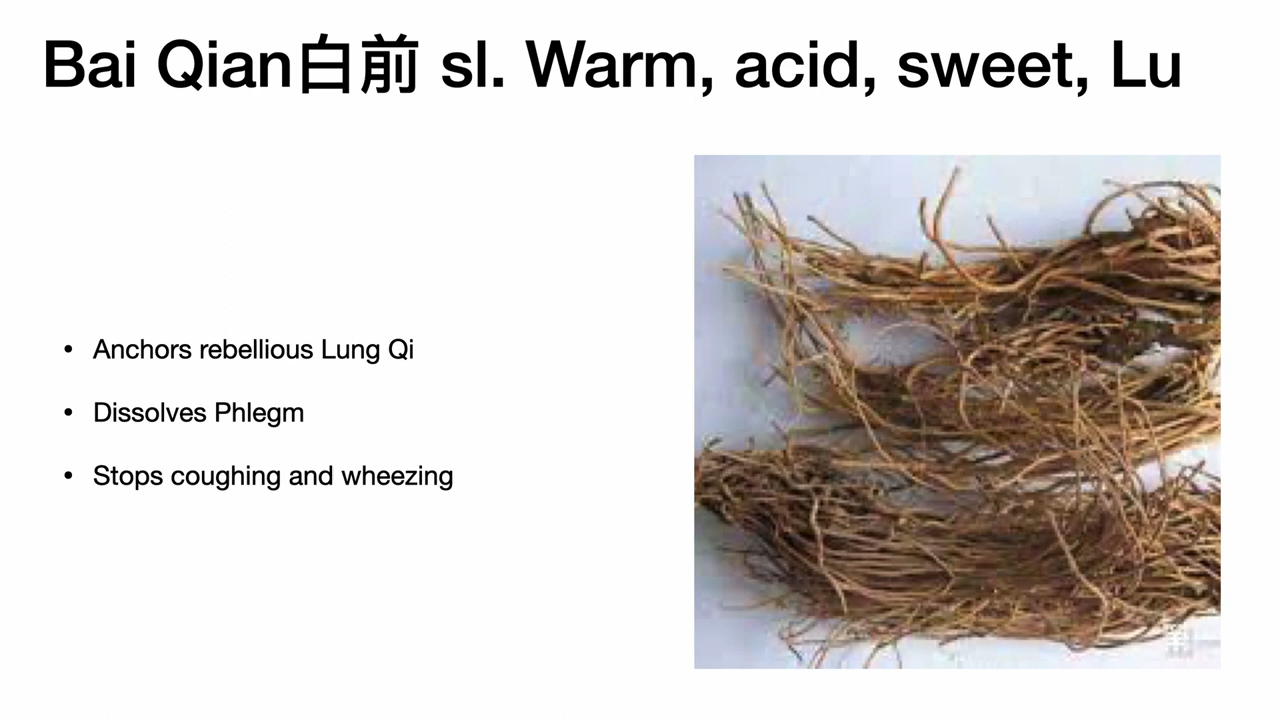 Bai Qian白前 sl. Warm, acid, sweet, Lu
• Anchors rebellious Lung Qi
• Dissolves Phlegm
• Stops coughing and wheezing